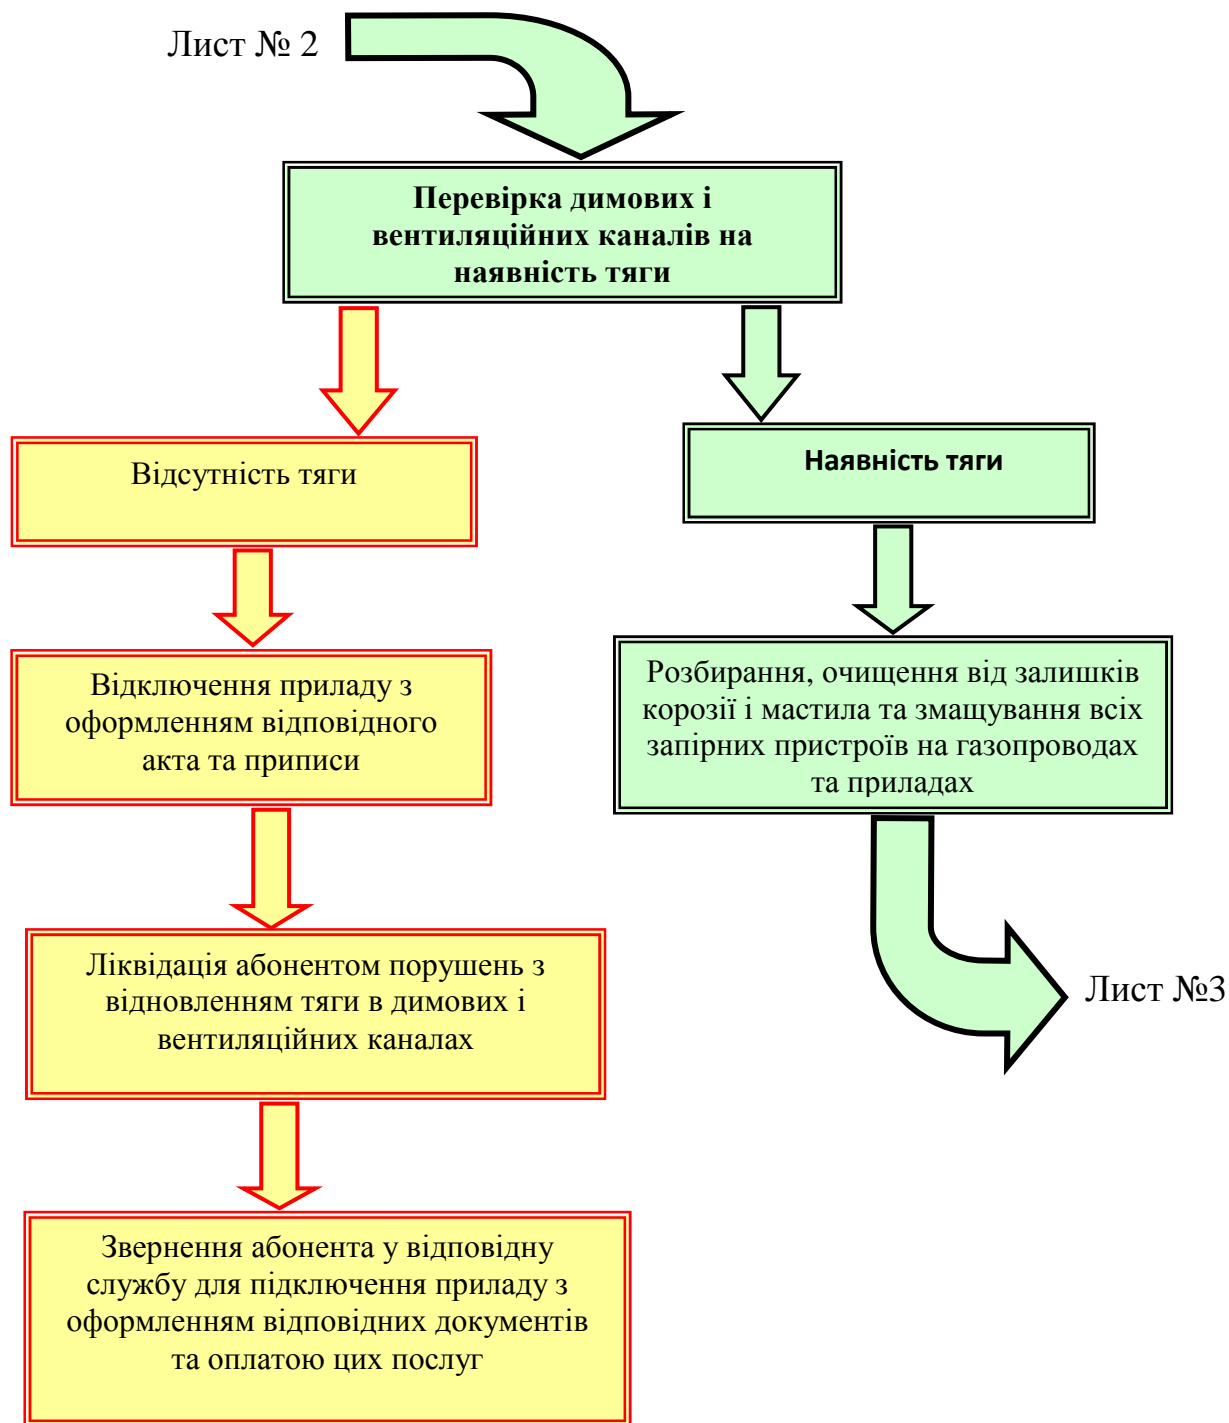 Лист № 2
Перевірка димових і
вентиляційних каналів на
наявність тяги
Відсутність тяги
Наявність тяги
Відключення приладу з
оформленням відповідного
акта та приписи
Розбирання, очищення від залишків
корозії і мастила та змащування всіх
запірних пристроїв на газопроводах
та приладах
Ліквідація абонентом порушень з
відновленням тяги в димових і
вентиляційних каналах
Лист №3
Звернення абонента у відповідну
службу для підключення приладу з
оформленням відповідних документів
та оплатою цих послуг